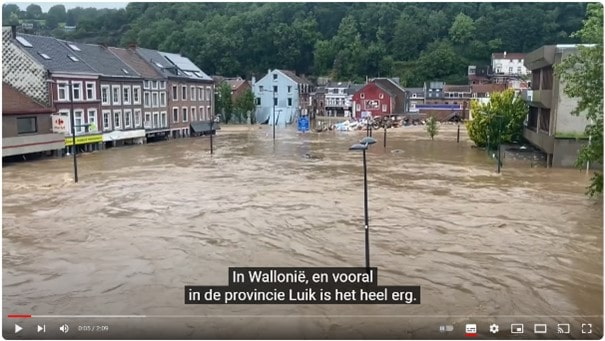 In Wallonië, en vooral
in de provincie Luik is het heel erg.
0:05 / 2:09